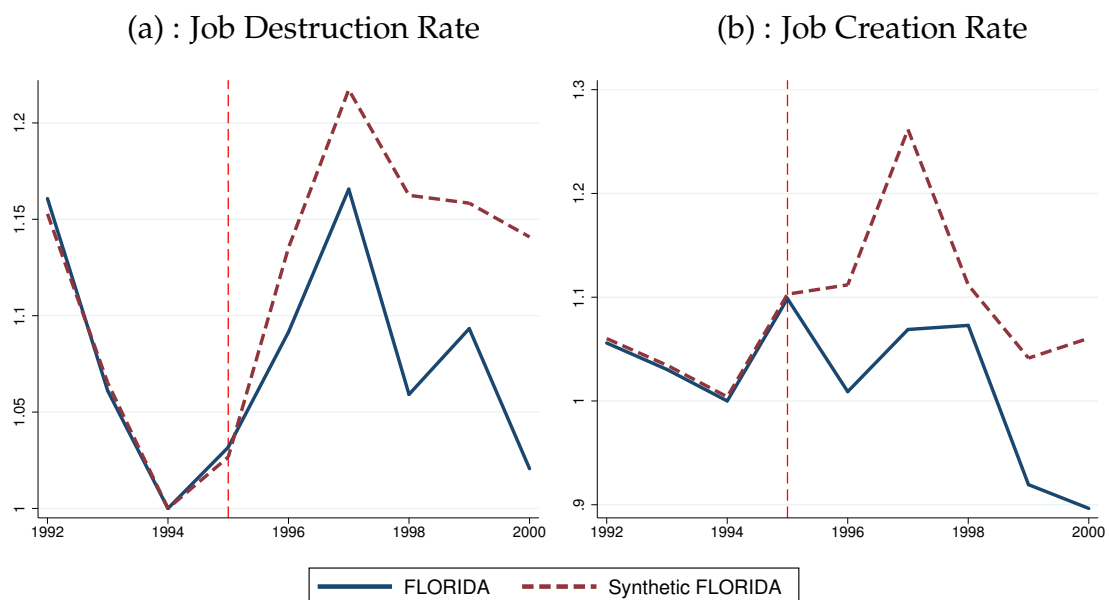 (a) : Job Destruction Rate
1.2
1.15
1.1
1.05
1
1992 1994 1996 1998 2000
(b) : Job Creation Rate
1.3
1.2
1.1
1
.9
1992 1994 1996 1998 2000
FLORIDA Synthetic FLORIDA